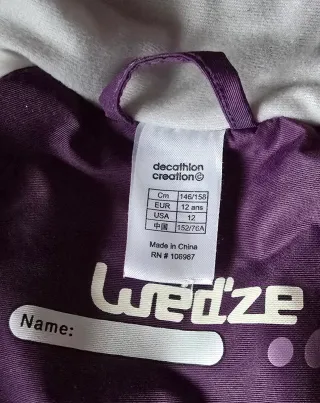 decathlon
creation©
Cm 146/158
EUR 12 ans
USA 12
中国 152/76A
Made in China
RN # 106987
Wed'ze
Name: